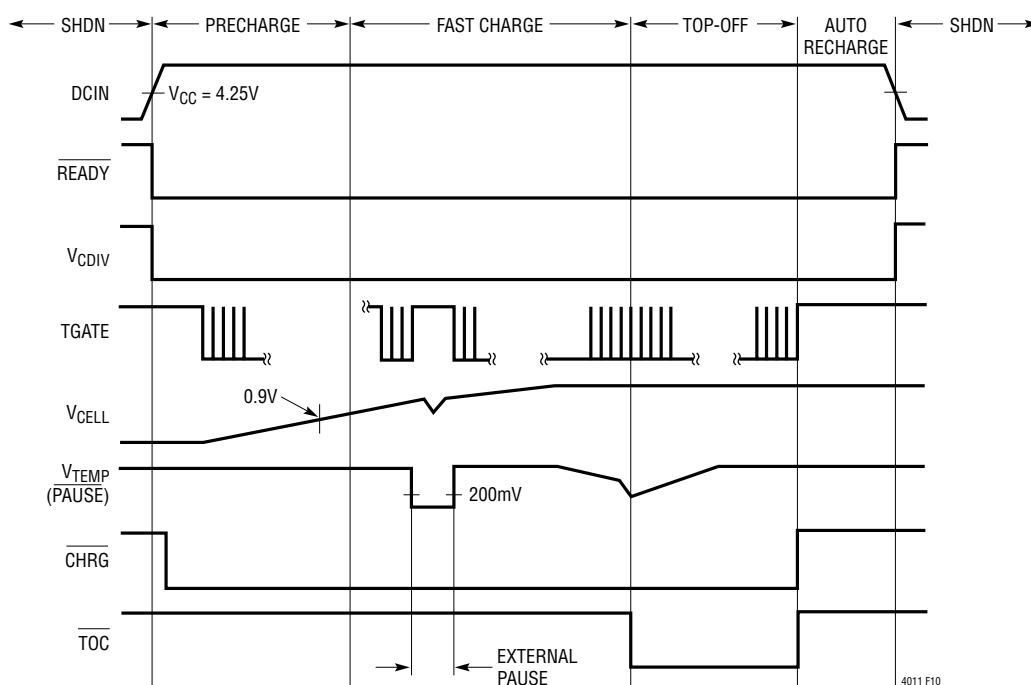 SHDN PRECHARGE FAST CHARGE TOP-OFF AUTO RECHARGE SHDN
DCIN
VCC = 4.25V
READY
VCDIV
TGATE
0.9V
VCELL
VTEMP
(PAUSE)
200mV
CHRG
TOC
EXTERNAL
PAUSE
4011 F10